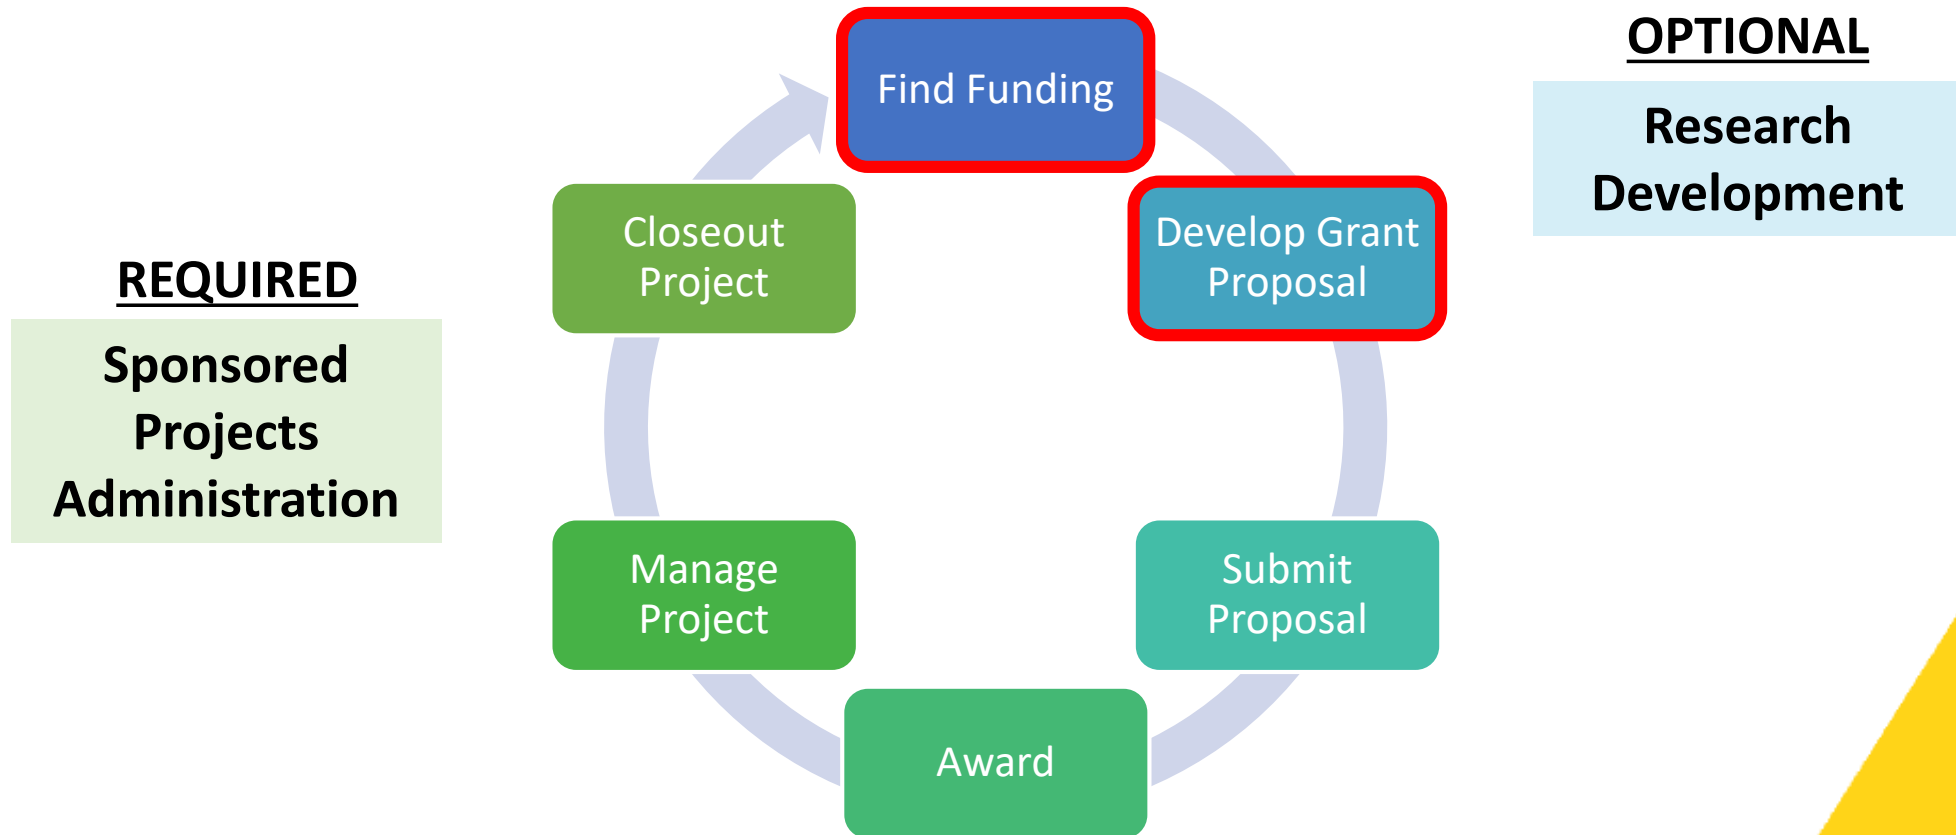 OPTIONAL
Research
Development
Find Funding
Develop Grant
Proposal
Submit
Proposal
Award
Manage
Project
Closeout
Project
REQUIRED
Sponsored
Projects
Administration